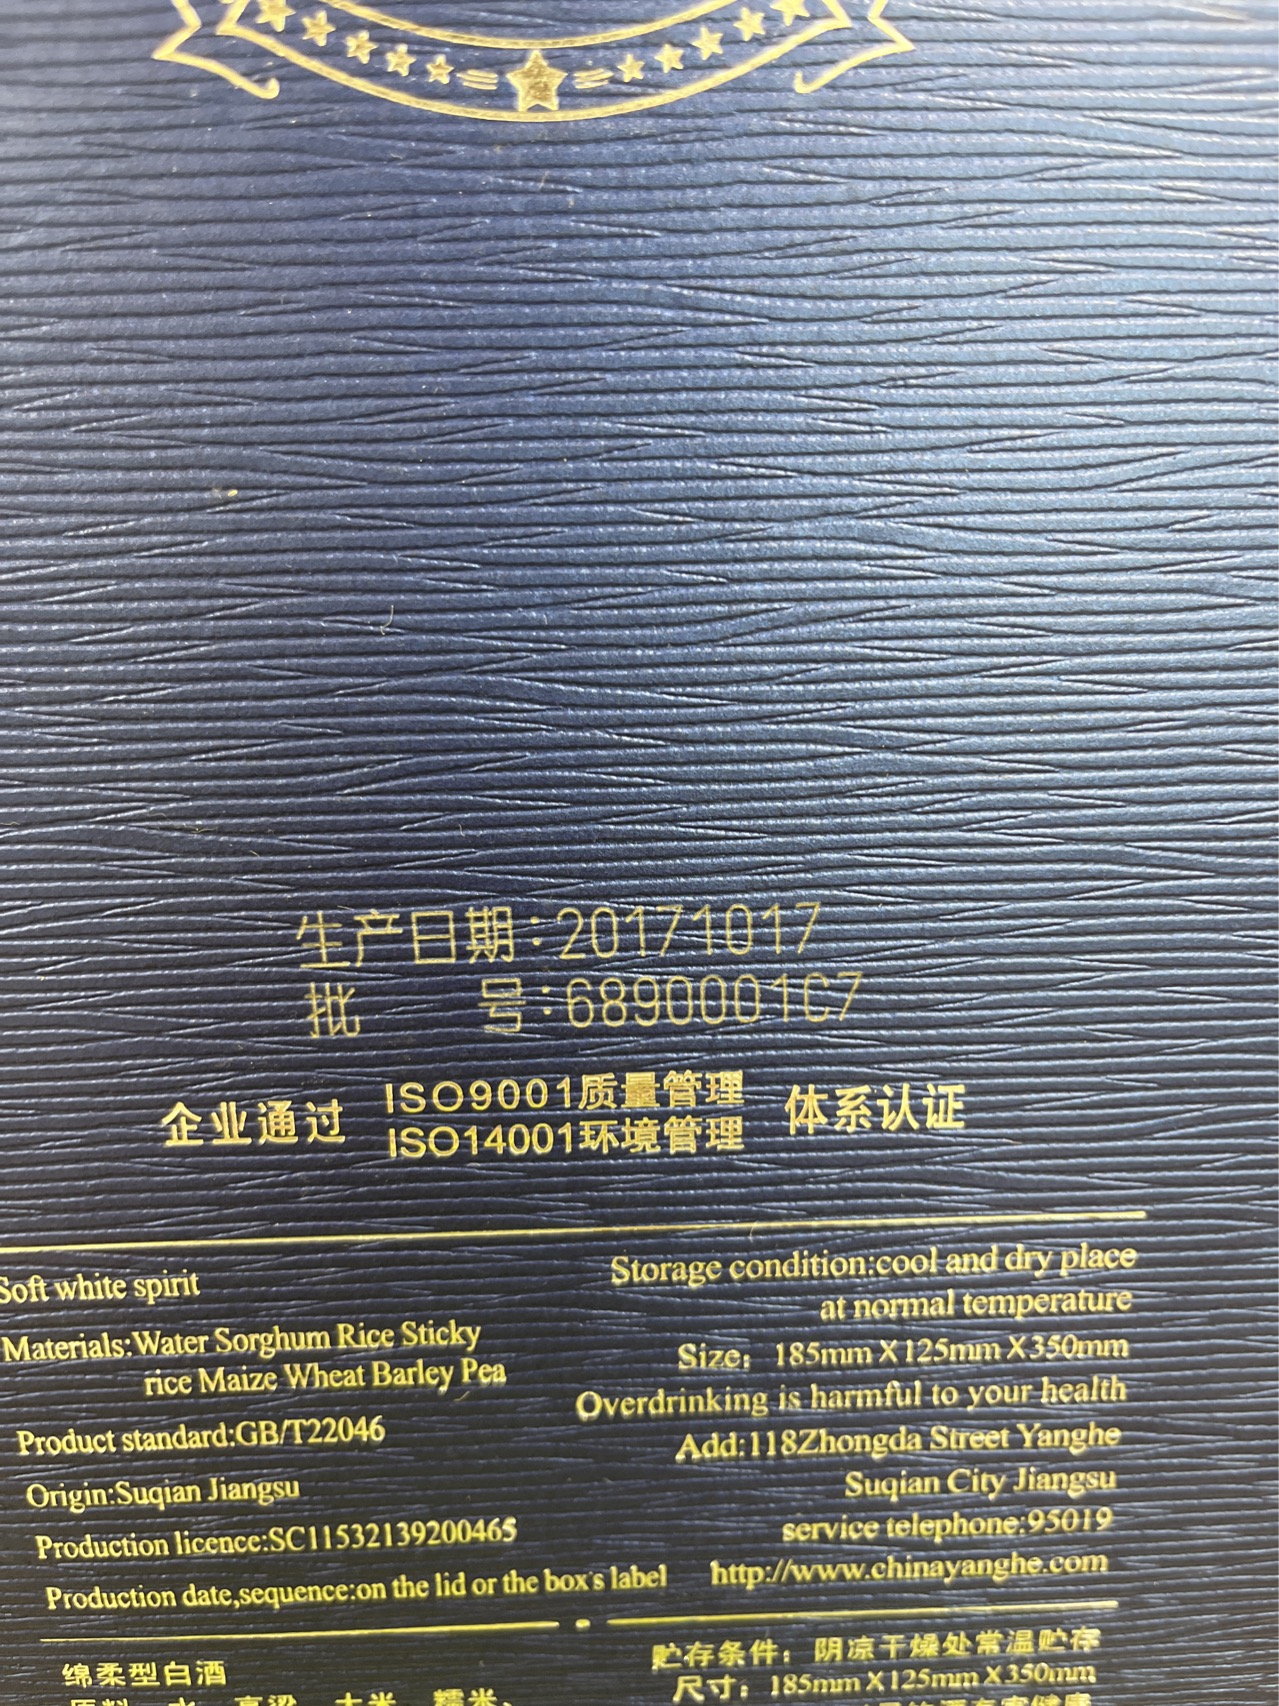 生产日期:20171017
批 号:6890001C7
企业通过 ISO9001质量管理 体系认证
ISO14001环境管理
Soft white spirit
Materials:Water Sorghum Rice Sticky
rice Maize Wheat Barley Pea
Product standard:GB/T22046
Origin:Suqian Jiangsu
Production licence:SC11532139200465
Production date,sequence:on the lid or the box's label
Storage condition:cool and dry place
at normal temperature
Size: 185mm X 125mm X 350mm
Overdrinking is harmful to your health
Add:118Zhongda Street Yanghe
Suqian City Jiangsu
service telephone:95019
http://www.chinayanghe.com
绵柔型白酒
贮存条件：阴凉干燥处常温贮存
尺寸：185mm X 125mm X 350mm